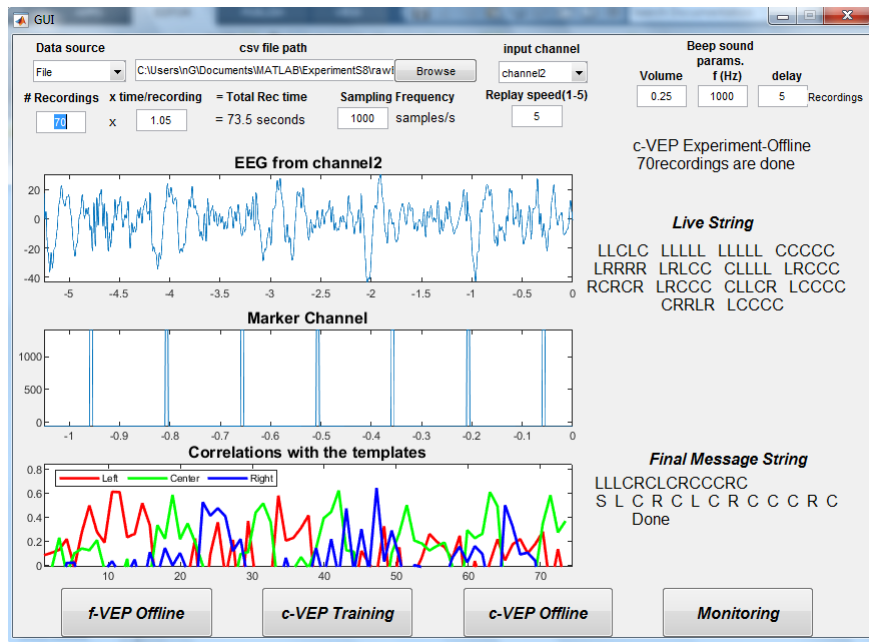 GUI
Data source
csv file path
input channel
Beep sound
params.
File
C:\Users\nG\Documents\MATLAB\ExperimentS8\rawl
Browse
channel2
Volume f (Hz) delay
0.25 1000 5 Recordings
# Recordings x time/recording = Total Rec time Sampling Frequency Replay speed(1-5)
70 x 1.05 = 73.5 seconds 1000 samples/s 5
c-VEP Experiment-Offline
70recordings are done
EEG from channel2
20
0
-20
-40
-5 -4.5 -4 -3.5 -3 -2.5 -2 -1.5 -1 -0.5 0
Live String
LLCLC LLLLL LLLLL CCCCC
LRRRR LRLCC CLLLL LRCCC
RCRCR LRCCC CLLCR LCCCC
CRRLR LCCCC
Marker Channel
1000
500
0
-1 -0.9 -0.8 -0.7 -0.6 -0.5 -0.4 -0.3 -0.2 -0.1 0
Correlations with the templates
0.8
0.6
0.4
0.2
0
Left Center Right
10 20 30 40 50 60 70
Final Message String
LLLCRCLCRCCCRC
S L C R C L C R C C C R C
Done
f-VEP Offline
c-VEP Training
c-VEP Offline
Monitoring